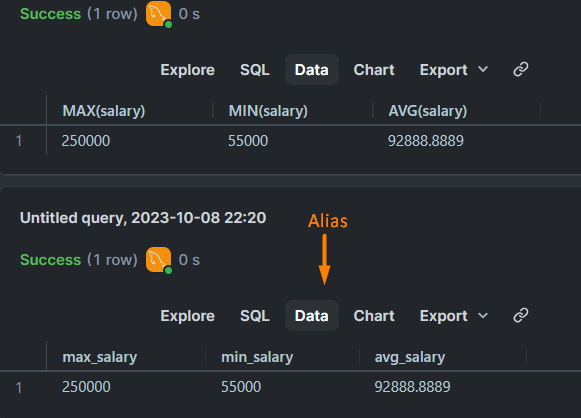 Success (1 row) 0 s
Explore SQL Data Chart Export
MAX(salary) MIN(salary) AVG(salary)
1 250000 55000 92888.8889
Untitled query, 2023-10-08 22:20
Alias
Success (1 row) 0 s
Explore SQL Data Chart Export
max_salary min_salary avg_salary
1 250000 55000 92888.8889